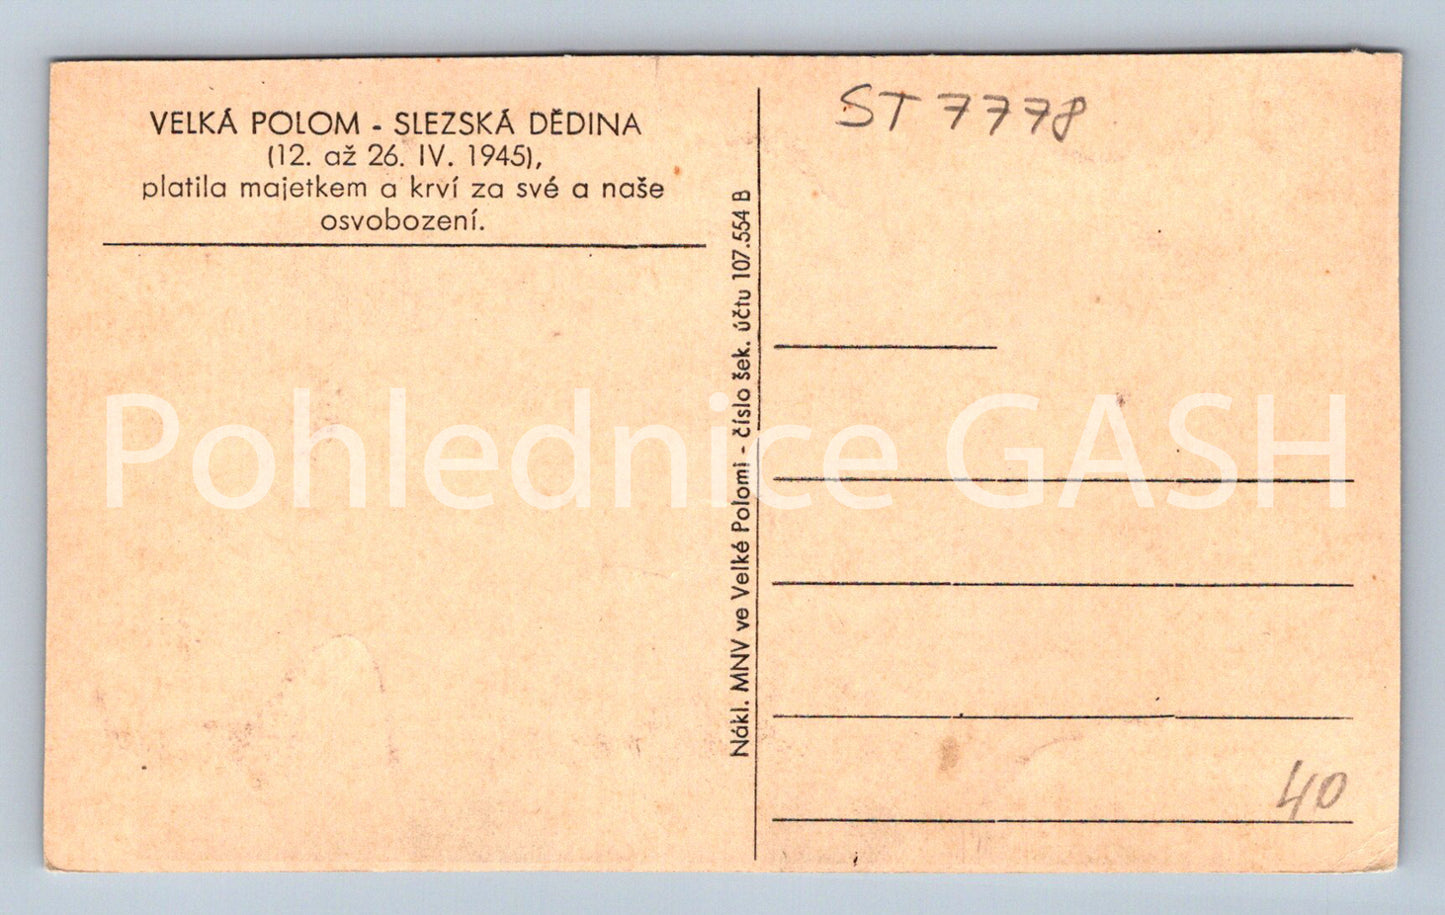 VELKÁ POLOM - SLEZSKÁ DĚDINA
(12. až 26. IV. 1945),
platila majetkem a krví za své a naše
osvobození.
Nákl. MNV ve Velké Polomi - číslo šek. účtu 107.554 B
ST 7778
40
Pohlednice GASH